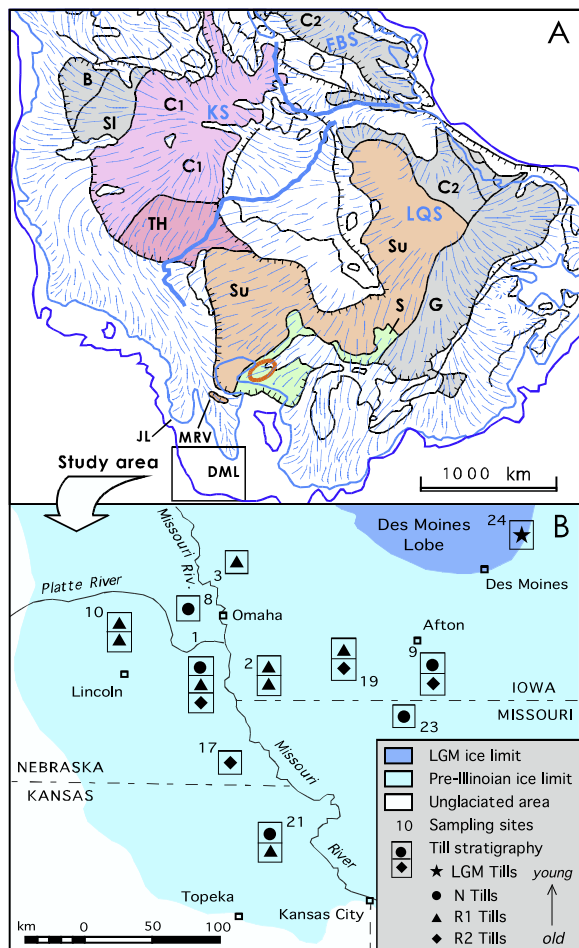 A
C2
FBS
B
SI
C1
KS
C1
TH
C2
LQS
Su
Su
S
G
JL
MRV
Study area
DML
1000 km
B
Des Moines
Lobe
24
Des Moines
Missouri Riv.
3
Platte River
8
Omaha
10
1
Afton
9
2
19
Lincoln
IOWA
MISSOURI
23
17
Missouri
River
NEBRASKA
KANSAS
21
Topeka
Kansas City
km 0 50 100
LGM ice limit
Pre-Illinoian ice limit
Unglaciated area
10 Sampling sites
Till stratigraphy
LGM Tills young
N Tills
R1 Tills
R2 Tills old